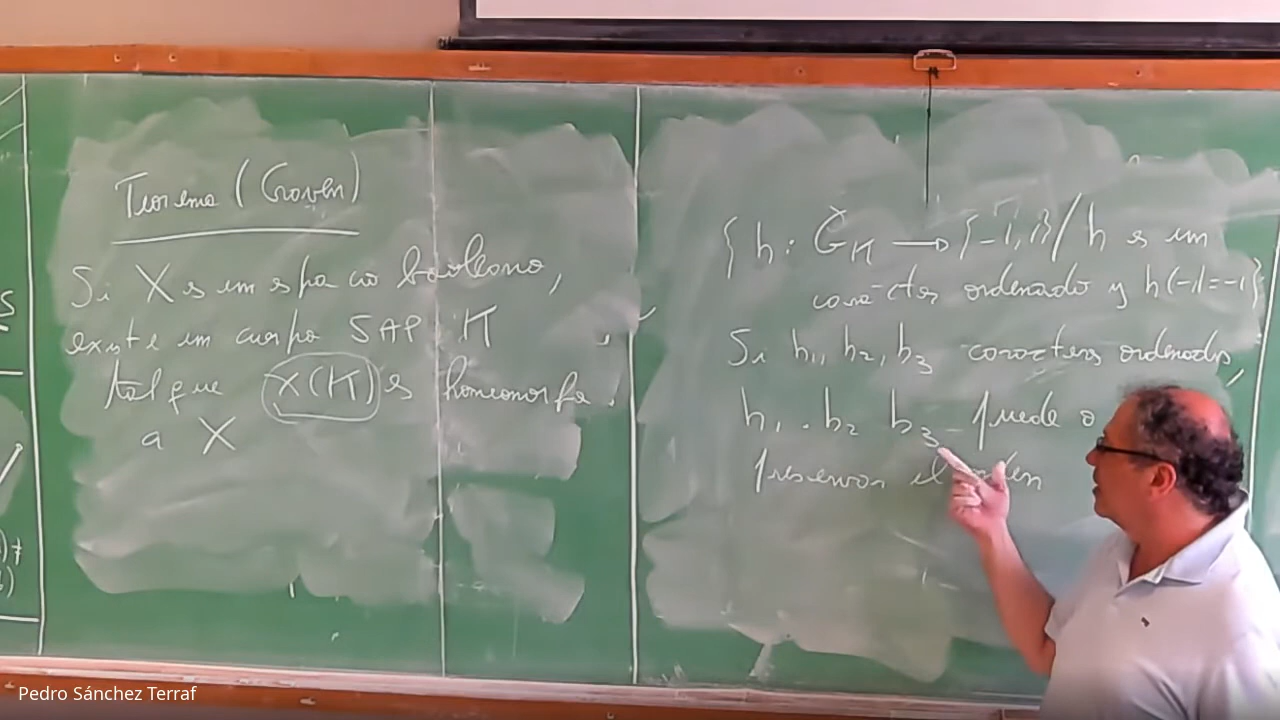 Teorema (Craven)
Si X es un espacio booleano,
existe un cuerpo SAP K
tal que X(K) es homeomorfo
a X
{ h: G_K → {-1,1} / h es un
caracter ordenado y h(-1)=-1}
Si h₁, h₂, h₃ caracteres ordenados,
h₁ . h₂ h₃ puede o
preservar el orden
Pedro Sánchez Terraf